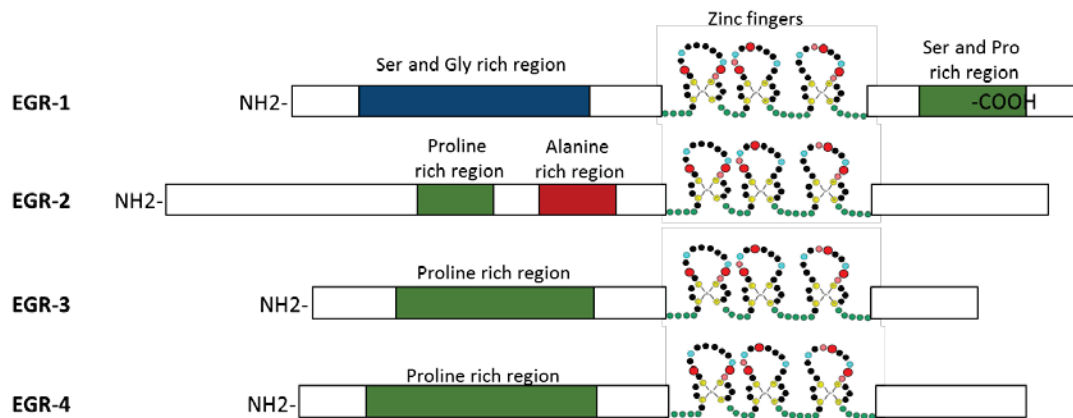 Zinc fingers
Ser and Gly rich region
Ser and Pro
rich region
EGR-1
NH2-
-COOH
Proline
rich region
Alanine
rich region
EGR-2
NH2-
Proline rich region
EGR-3
NH2-
Proline rich region
EGR-4
NH2-